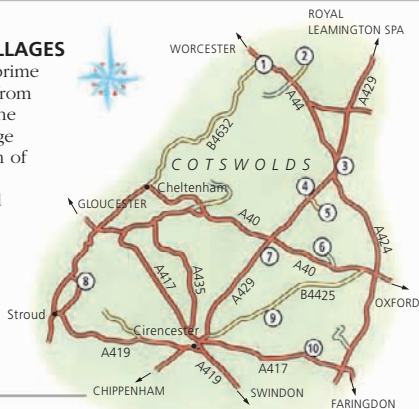 LLAGES
prime
rom
he
ge
n of
ROYAL
LEAMINGTON SPA
WORCESTER
1
2
A44
A429
B4632
COTSWOLDS
3
4
5
Cheltenham
GLOUCESTER
A40
A424
6
7
A40
8
A417
A435
A429
B4425
OXFORD
Stroud
9
Cirencester
A419
10
A417
A419
CHIPPENHAM
SWINDON
FARINGDON